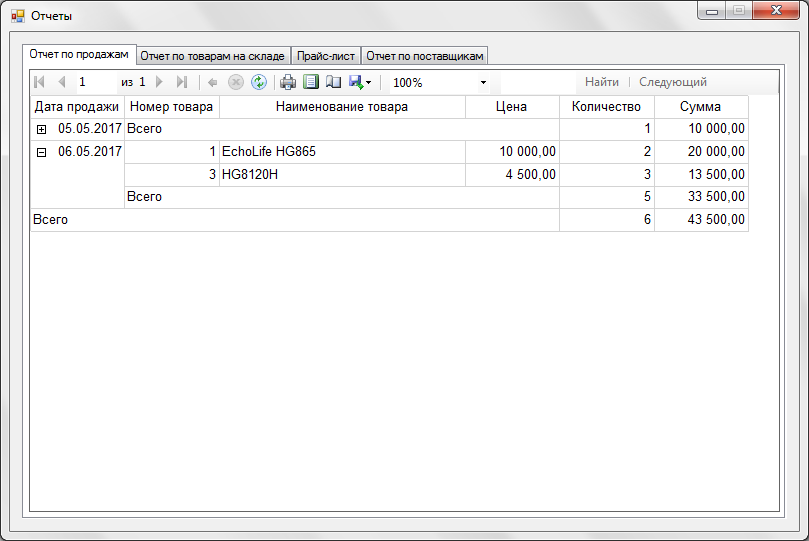 Отчеты
Отчет по продажам Отчет по товарам на складе Прайс-лист Отчет по поставщикам
1 из 1 100% Найти Следующий
Дата продажи Номер товара Наименование товара Цена Количество Сумма
05.05.2017 Всего 1 10 000,00
06.05.2017 1 EchoLife HG865 10 000,00 2 20 000,00
3 HG8120H 4 500,00 3 13 500,00
Всего 5 33 500,00
Всего 6 43 500,00